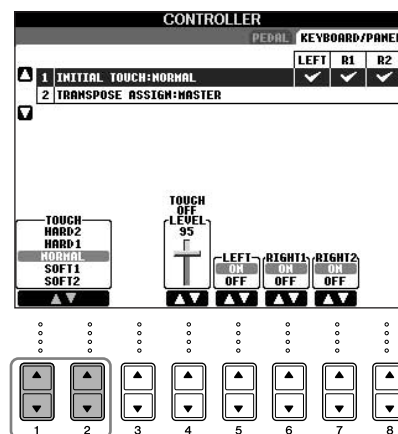 CONTROLLER
PEDAL KEYBOARD/PANEL
LEFT R1 R2
1 INITIAL TOUCH:NORMAL
2 TRANSPOSE ASSIGN:MASTER
TOUCH
HARD2
HARD1
NORMAL
SOFT1
SOFT2
TOUCH
OFF
LEVEL
95
LEFT
ON
OFF
RIGHT1
ON
OFF
RIGHT2
ON
OFF
1 2 3 4 5 6 7 8